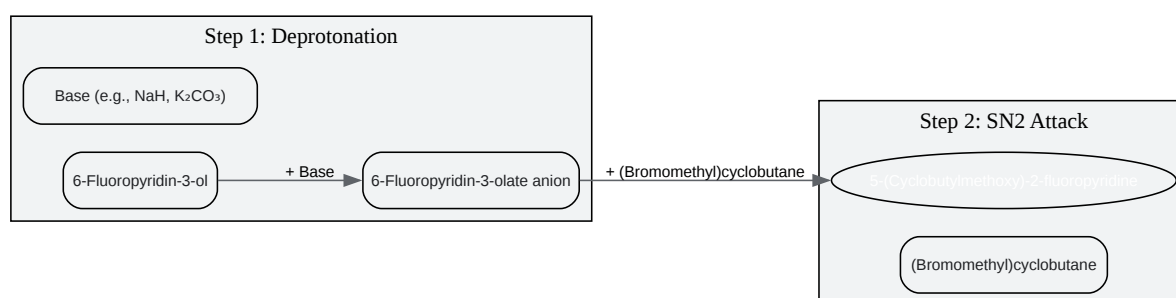 Step 1: Deprotonation
Base (e.g., NaH, K₂CO₃)
6-Fluoropyridin-3-ol
+ Base
6-Fluoropyridin-3-olate anion
+ (Bromomethyl)cyclobutane
Step 2: SN2 Attack
5-(Cyclobutylmethoxy)-2-fluoropyridine
(Bromomethyl)cyclobutane